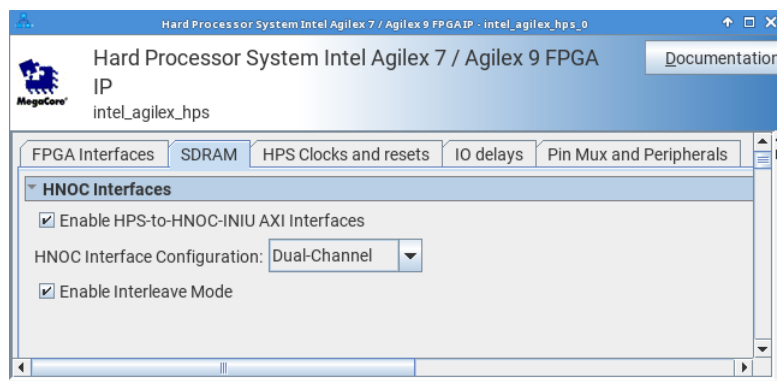 Hard Processor System Intel Agilex 7 / Agilex 9 FPGA IP - intel_agilex_hps_0
Hard Processor System Intel Agilex 7 / Agilex 9 FPGA
IP
Documentation
MegaCore'
intel_agilex_hps
FPGA Interfaces SDRAM HPS Clocks and resets IO delays Pin Mux and Peripherals
HNOC Interfaces
Enable HPS-to-HNOC-INIU AXI Interfaces
HNOC Interface Configuration: Dual-Channel
Enable Interleave Mode